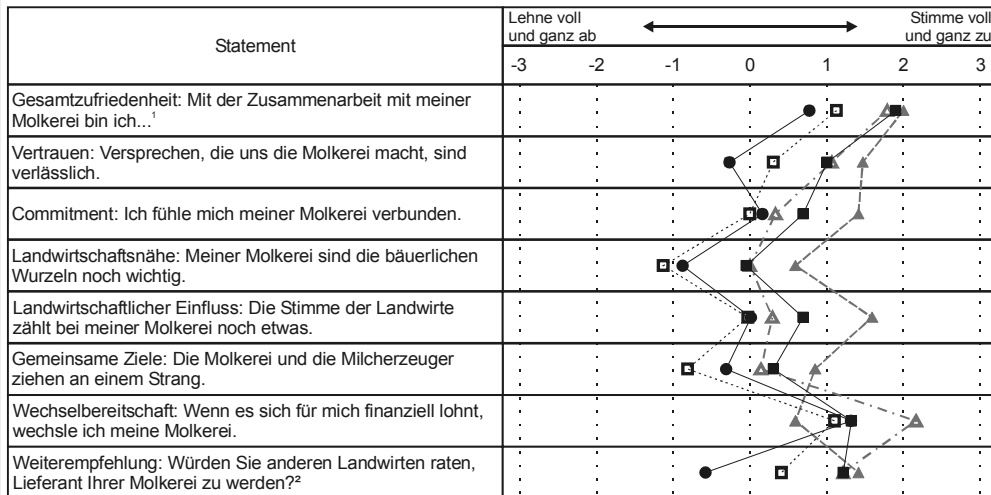 Statement
Lehne voll
und ganz ab
Stimme voll
und ganz zu
-3 -2 -1 0 1 2 3
Gesamtzufriedenheit: Mit der Zusammenarbeit mit meiner
Molkerei bin ich...¹
Vertrauen: Versprechen, die uns die Molkerei macht, sind
verlässlich.
Commitment: Ich fühle mich meiner Molkerei verbunden.
Landwirtschaftsnähe: Meiner Molkerei sind die bäuerlichen
Wurzeln noch wichtig.
Landwirtschaftlicher Einfluss: Die Stimme der Landwirte
zählt bei meiner Molkerei noch etwas.
Gemeinsame Ziele: Die Molkerei und die Milcherzeuger
ziehen an einem Strang.
Wechselbereitschaft: Wenn es sich für mich finanziell lohnt,
wechsle ich meine Molkerei.
Weiterempfehlung: Würden Sie anderen Landwirten raten,
Lieferant Ihrer Molkerei zu werden?²